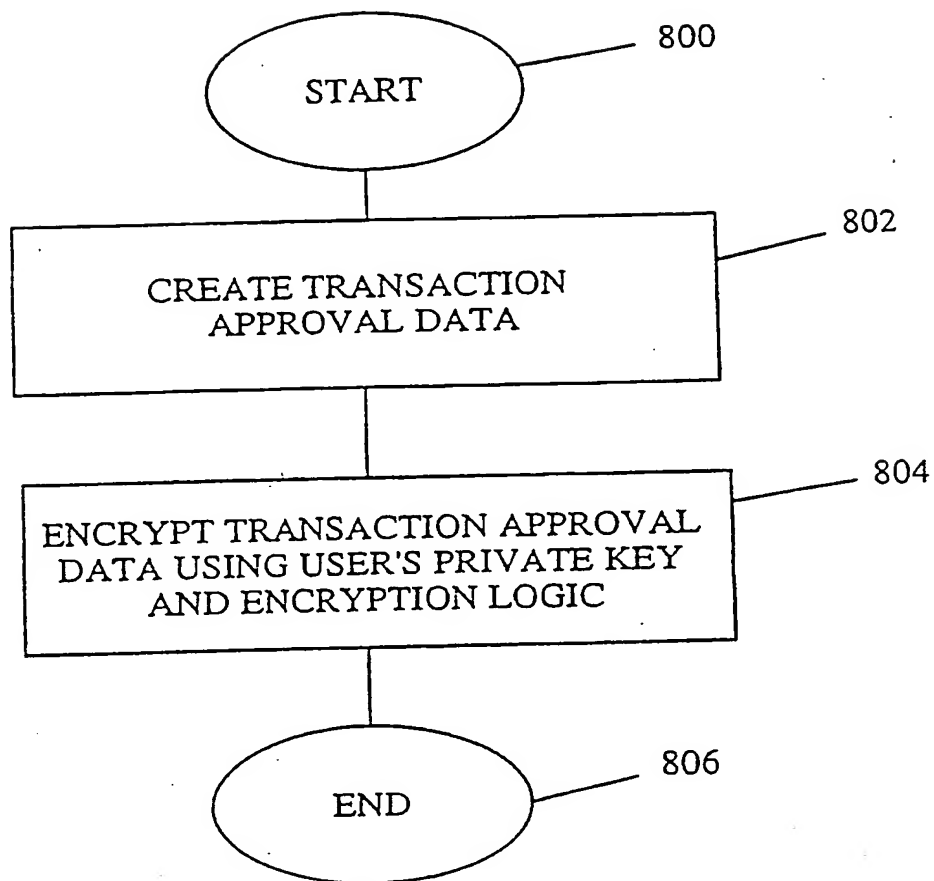 START
800
802
CREATE TRANSACTION
APPROVAL DATA
804
ENCRYPT TRANSACTION APPROVAL
DATA USING USER'S PRIVATE KEY
AND ENCRYPTION LOGIC
806
END